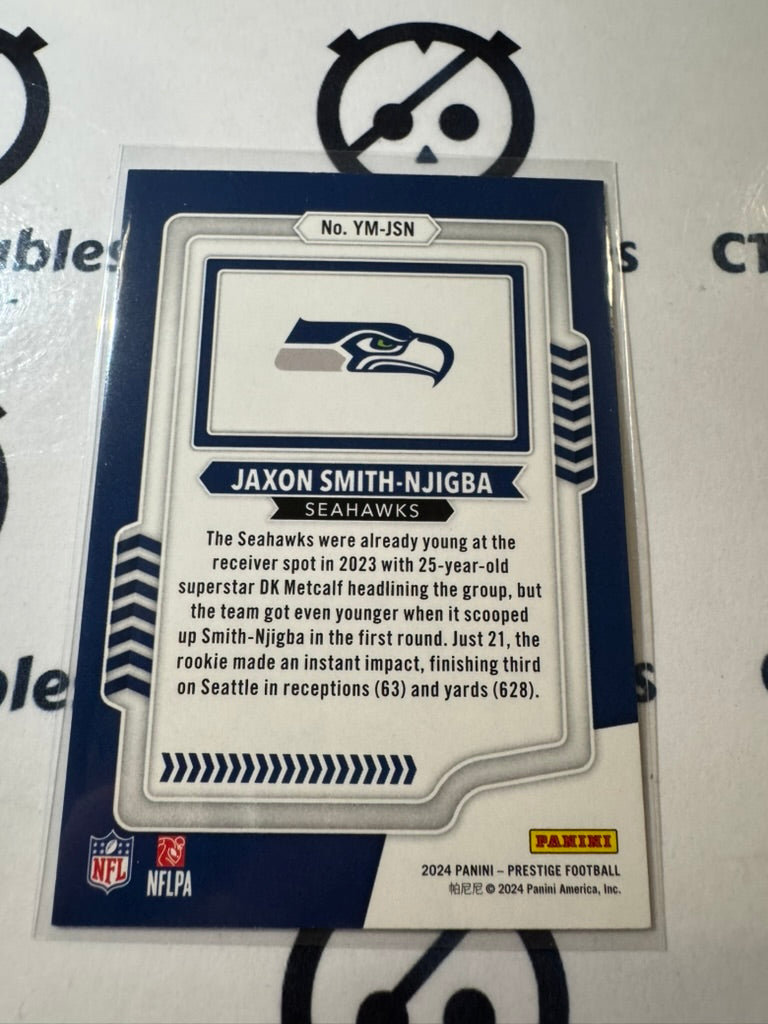 No. YM-JSN
JAXON SMITH-NJIGBA
SEAHAWKS
The Seahawks were already young at the
receiver spot in 2023 with 25-year-old
superstar DK Metcalf headlining the group, but
the team got even younger when it scooped
up Smith-Njigba in the first round. Just 21, the
rookie made an instant impact, finishing third
on Seattle in receptions (63) and yards (628).
NFL
NFLPA
PANINI
2024 PANINI – PRESTIGE FOOTBALL
帕尼尼 © 2024 Panini America, Inc.
CT